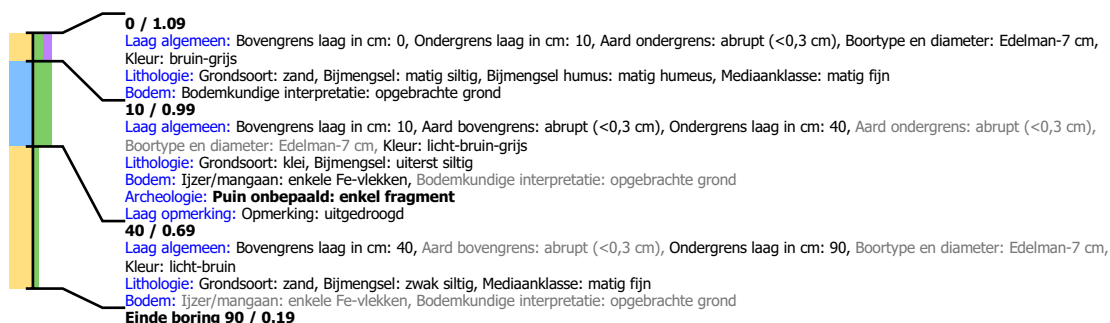 0 / 1.09
Laag algemeen: Bovengrens laag in cm: 0, Ondergrens laag in cm: 10, Aard ondergrens: abrupt (<0,3 cm), Boortype en diameter: Edelman-7 cm,
Kleur: bruin-grijs
Lithologie: Grondsoort: zand, Bijmengsel: matig siltig, Bijmengsel humus: matig humeus, Mediaanklasse: matig fijn
Bodem: Bodemkundige interpretatie: opgebrachte grond
10 / 0.99
Laag algemeen: Bovengrens laag in cm: 10, Aard bovengrens: abrupt (<0,3 cm), Ondergrens laag in cm: 40, Aard ondergrens: abrupt (<0,3 cm),
Boortype en diameter: Edelman-7 cm, Kleur: licht-bruin-grijs
Lithologie: Grondsoort: klei, Bijmengsel: uiterst siltig
Bodem: Ijzer/mangaan: enkele Fe-vlekken, Bodemkundige interpretatie: opgebrachte grond
Archeologie: Puin onbepaald: enkel fragment
Laag opmerking: Opmerking: uitgedroogd
40 / 0.69
Laag algemeen: Bovengrens laag in cm: 40, Aard bovengrens: abrupt (<0,3 cm), Ondergrens laag in cm: 90, Boortype en diameter: Edelman-7 cm,
Kleur: licht-bruin
Lithologie: Grondsoort: zand, Bijmengsel: zwak siltig, Mediaanklasse: matig fijn
Bodem: Ijzer/mangaan: enkele Fe-vlekken, Bodemkundige interpretatie: opgebrachte grond
Einde boring 90 / 0.19